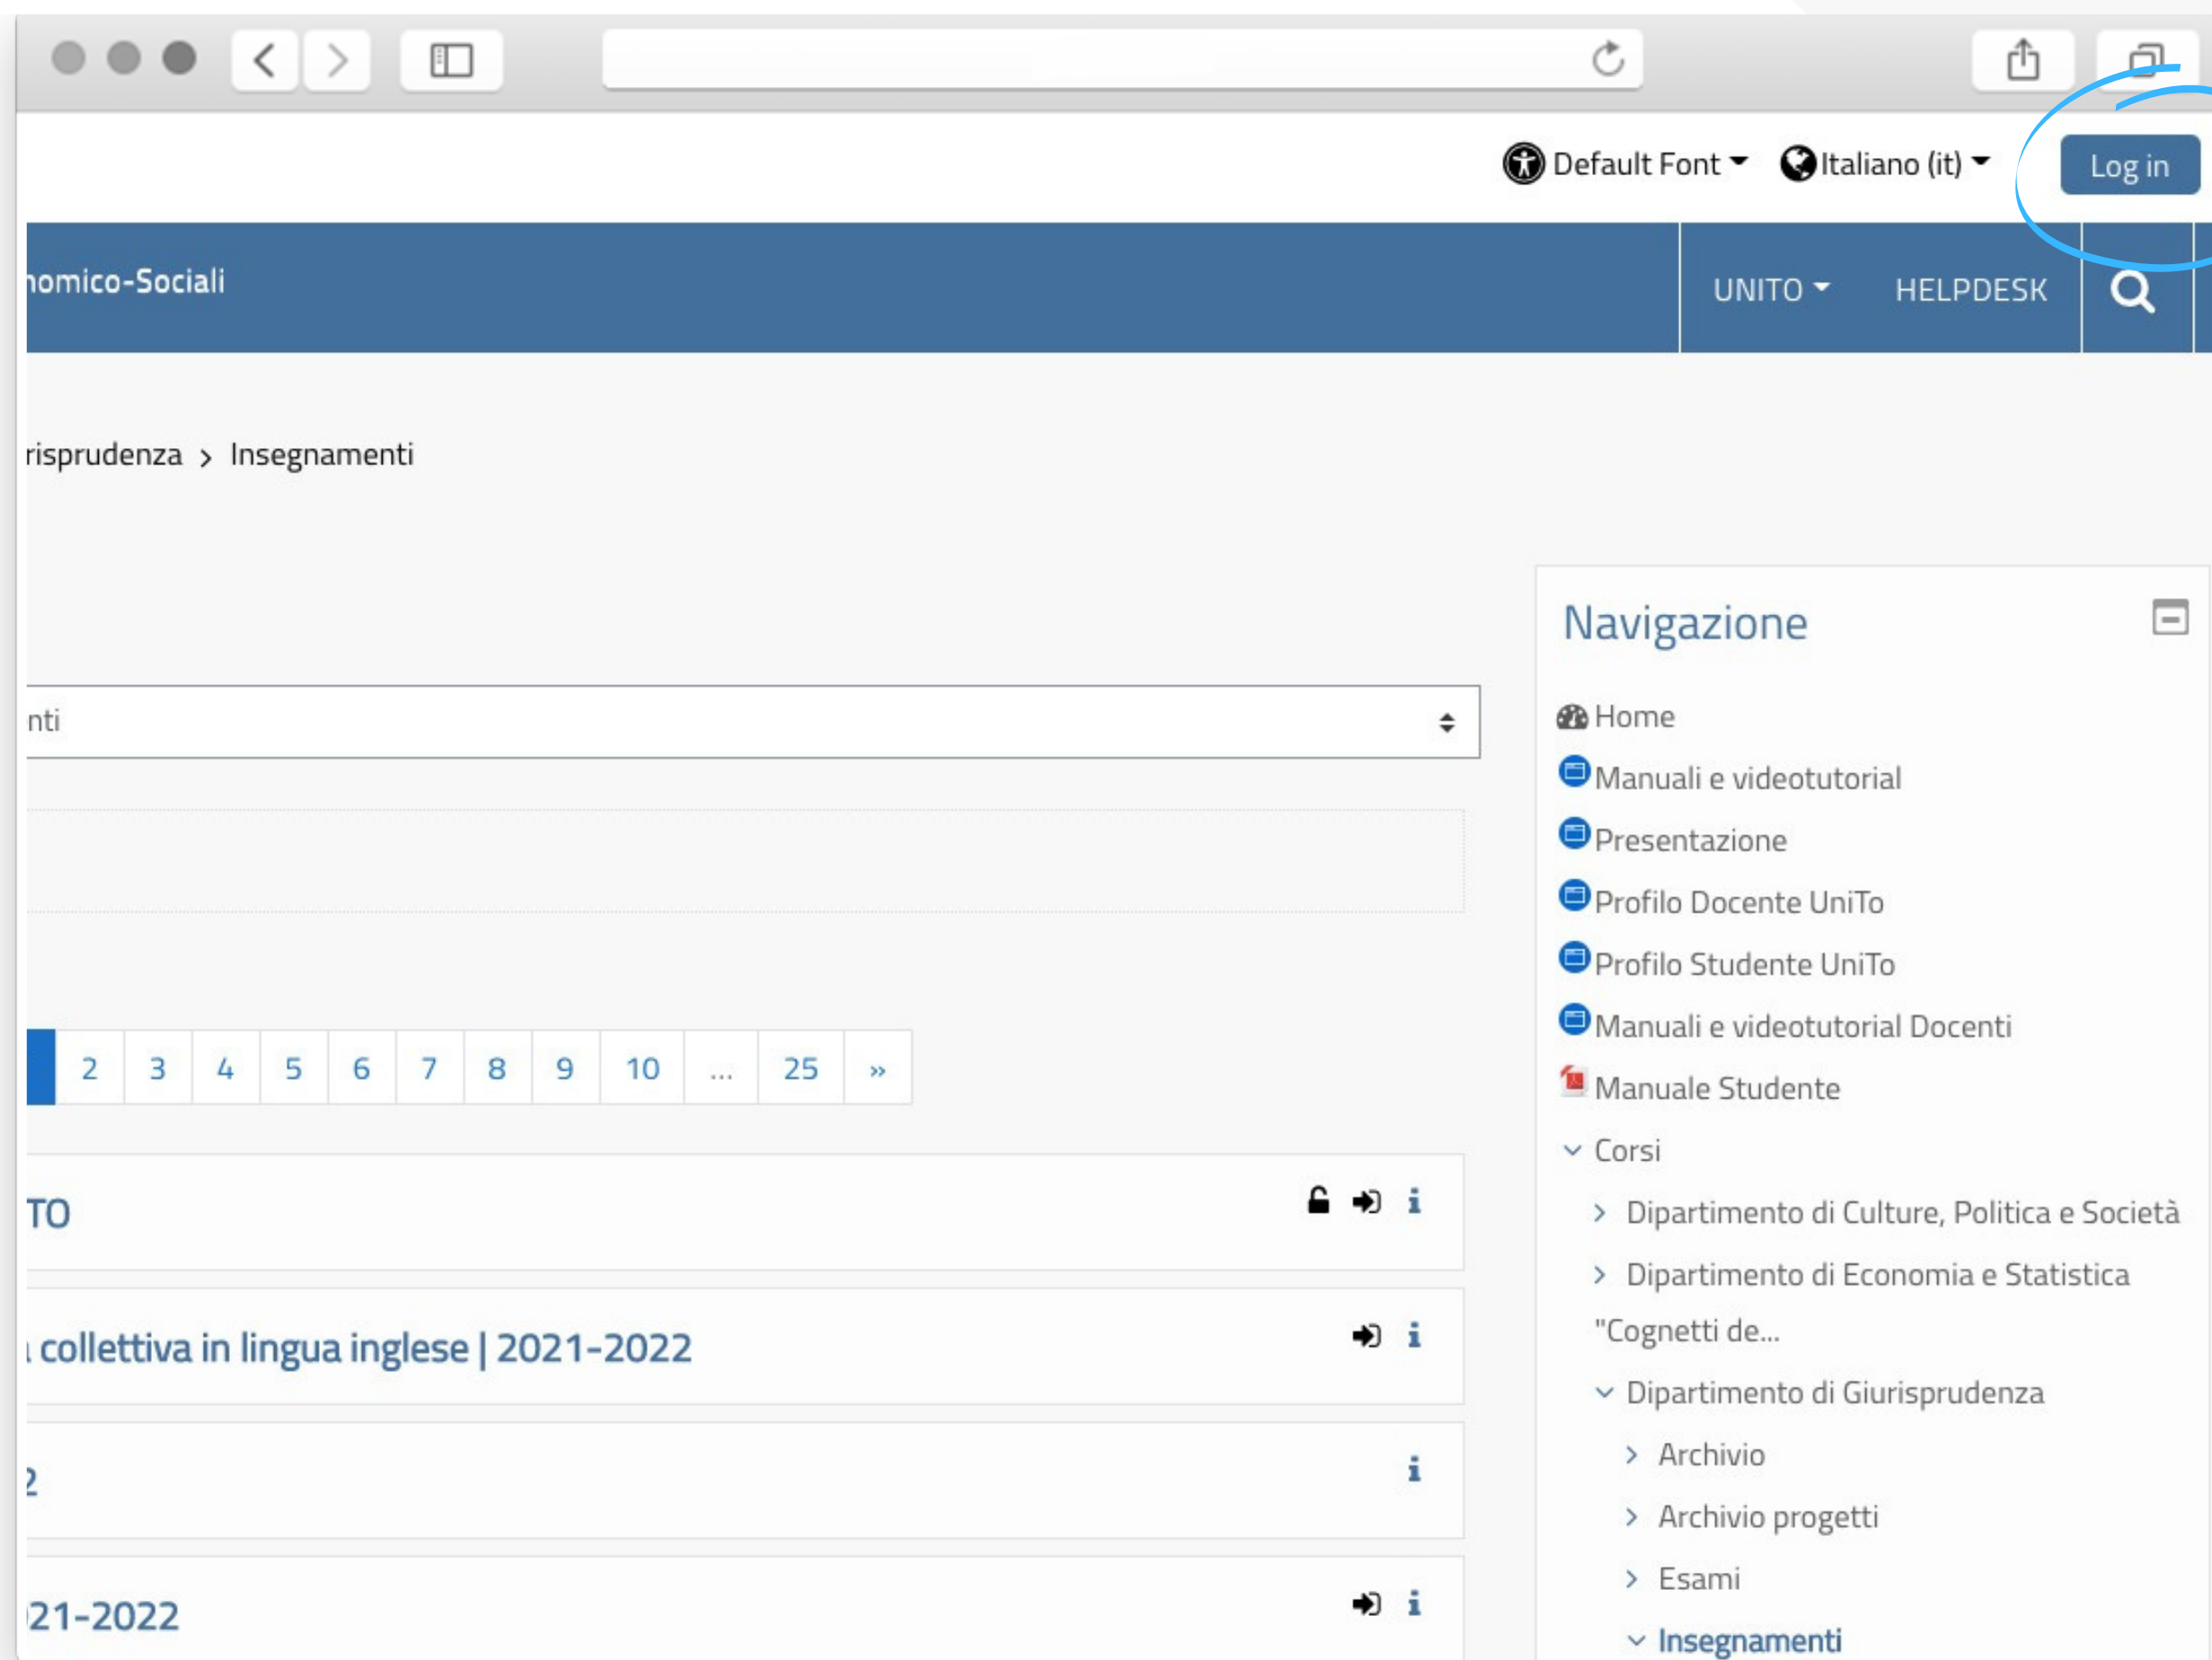 Default Font Italiano (it) Log in
nomico-Sociali
UNITO HELPDESK
risprudenza > Insegnamenti
nti
2 3 4 5 6 7 8 9 10 ... 25 »
TO
collettiva in lingua inglese | 2021-2022
2
21-2022
Navigazione
Home
Manuali e videotutorial
Presentazione
Profilo Docente UniTo
Profilo Studente UniTo
Manuali e videotutorial Docenti
Manuale Studente
Corsi
Dipartimento di Culture, Politica e Società
Dipartimento di Economia e Statistica
"Cognetti de...
Dipartimento di Giurisprudenza
Archivio
Archivio progetti
Esami
Insegnamenti